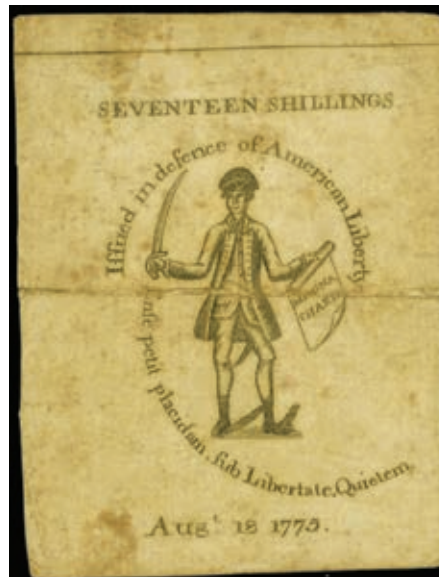 SEVENTEEN SHILLINGS
Issued in defence of American Liberty
Ense petit placidam, sub Libertate, Quietem
MAGNA
CHARTA
Augt 18 1775.